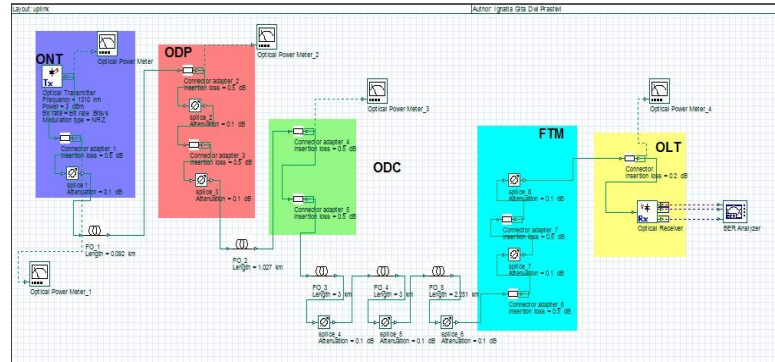 Layout: uplink
Author: Ignatia Gita Dwi Prastiwi
ONT
Optical Power Meter
Optical Transmitter
Frequency = 1310 nm
Power = 3 dBm
Bit rate = bit rate Bits/s
Modulation type = NRZ
Tx
Connector adapter_1
Insertion loss = 0.5 dB
splice 1
Attenuation = 0.1 dB
FO_1
Length = 0.092 km
Optical Power Meter_1
ODP
Optical Power Meter_2
Connector adapter_2
Insertion loss = 0.5 dB
splice_2
Attenuation = 0.1 dB
Connector adapter_3
Insertion loss = 0.5 dB
splice_3
Attenuation = 0.1 dB
FO_2
Length = 1.027 km
ODC
Optical Power Meter_3
Connector adapter_4
Insertion loss = 0.5 dB
Connector adapter_5
Insertion loss = 0.5 dB
FO_3
Length = 3 km
FO_4
Length = 3 km
FO_5
Length = 2.351 km
splice_4
Attenuation = 0.1 dB
splice_5
Attenuation = 0.1 dB
splice_6
Attenuation = 0.1 dB
FTM
splice_8
Attenuation = 0.1 dB
Connector adapter_7
Insertion loss = 0.5 dB
splice_7
Attenuation = 0.1 dB
Connector adapter_6
Insertion loss = 0.5 dB
OLT
Optical Power Meter_4
Connector
Insertion loss = 0.2 dB
Rx
Optical Receiver
BER
BER Analyzer